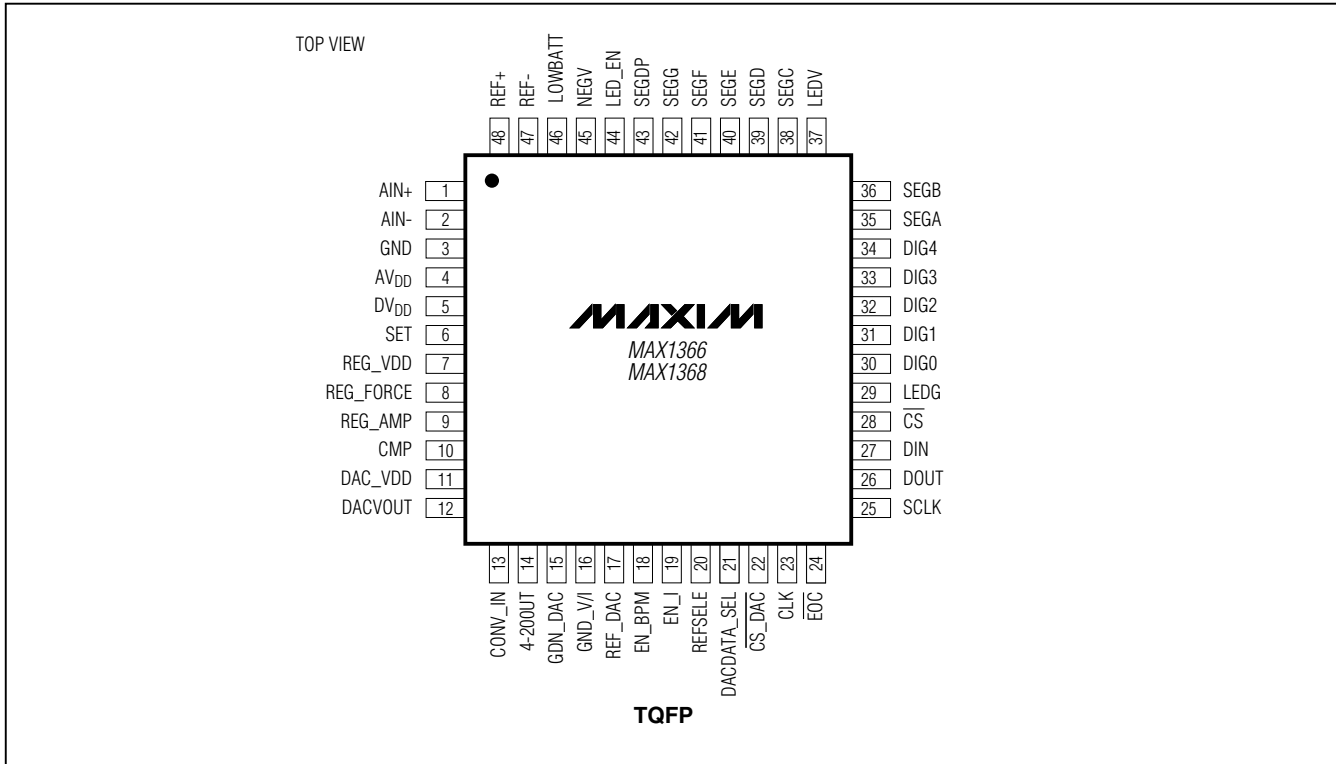 TOP VIEW
REF+
REF-
LOWBATT
NEGV
LED_EN
SEGDP
SEGG
SEGF
SEGE
SEGD
SEGC
LEDV
48 47 46 45 44 43 42 41 40 39 38 37
AIN+ 1
AIN- 2
GND 3
AVDD 4
DVDD 5
SET 6
REG_VDD 7
REG_FORCE 8
REG_AMP 9
CMP 10
DAC_VDD 11
DACVOUT 12
MAXIM
MAX1366
MAX1368
36 SEGB
35 SEGA
34 DIG4
33 DIG3
32 DIG2
31 DIG1
30 DIG0
29 LEDG
28 CS
27 DIN
26 DOUT
25 SCLK
13 14 15 16 17 18 19 20 21 22 23 24
CONV_IN
4-20OUT
GDN_DAC
GND_V/I
REF_DAC
EN_BPM
EN_I
REFSELE
DACDATA_SEL
CS_DAC
CLK
EOC
TQFP